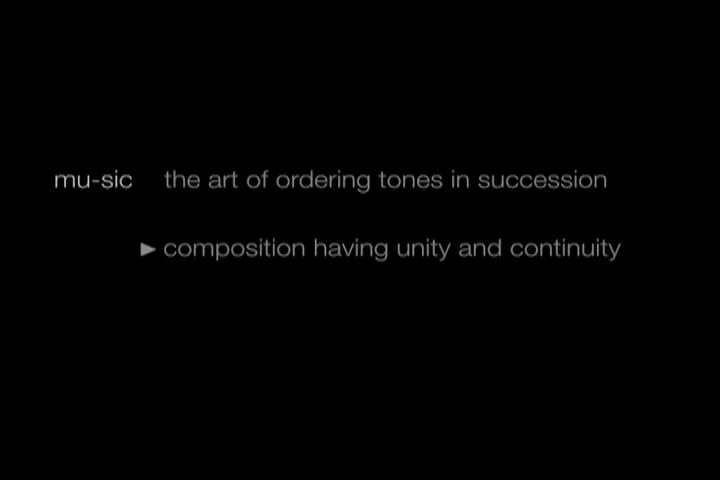 mu-sic the art of ordering tones in succession
▶ composition having unity and continuity